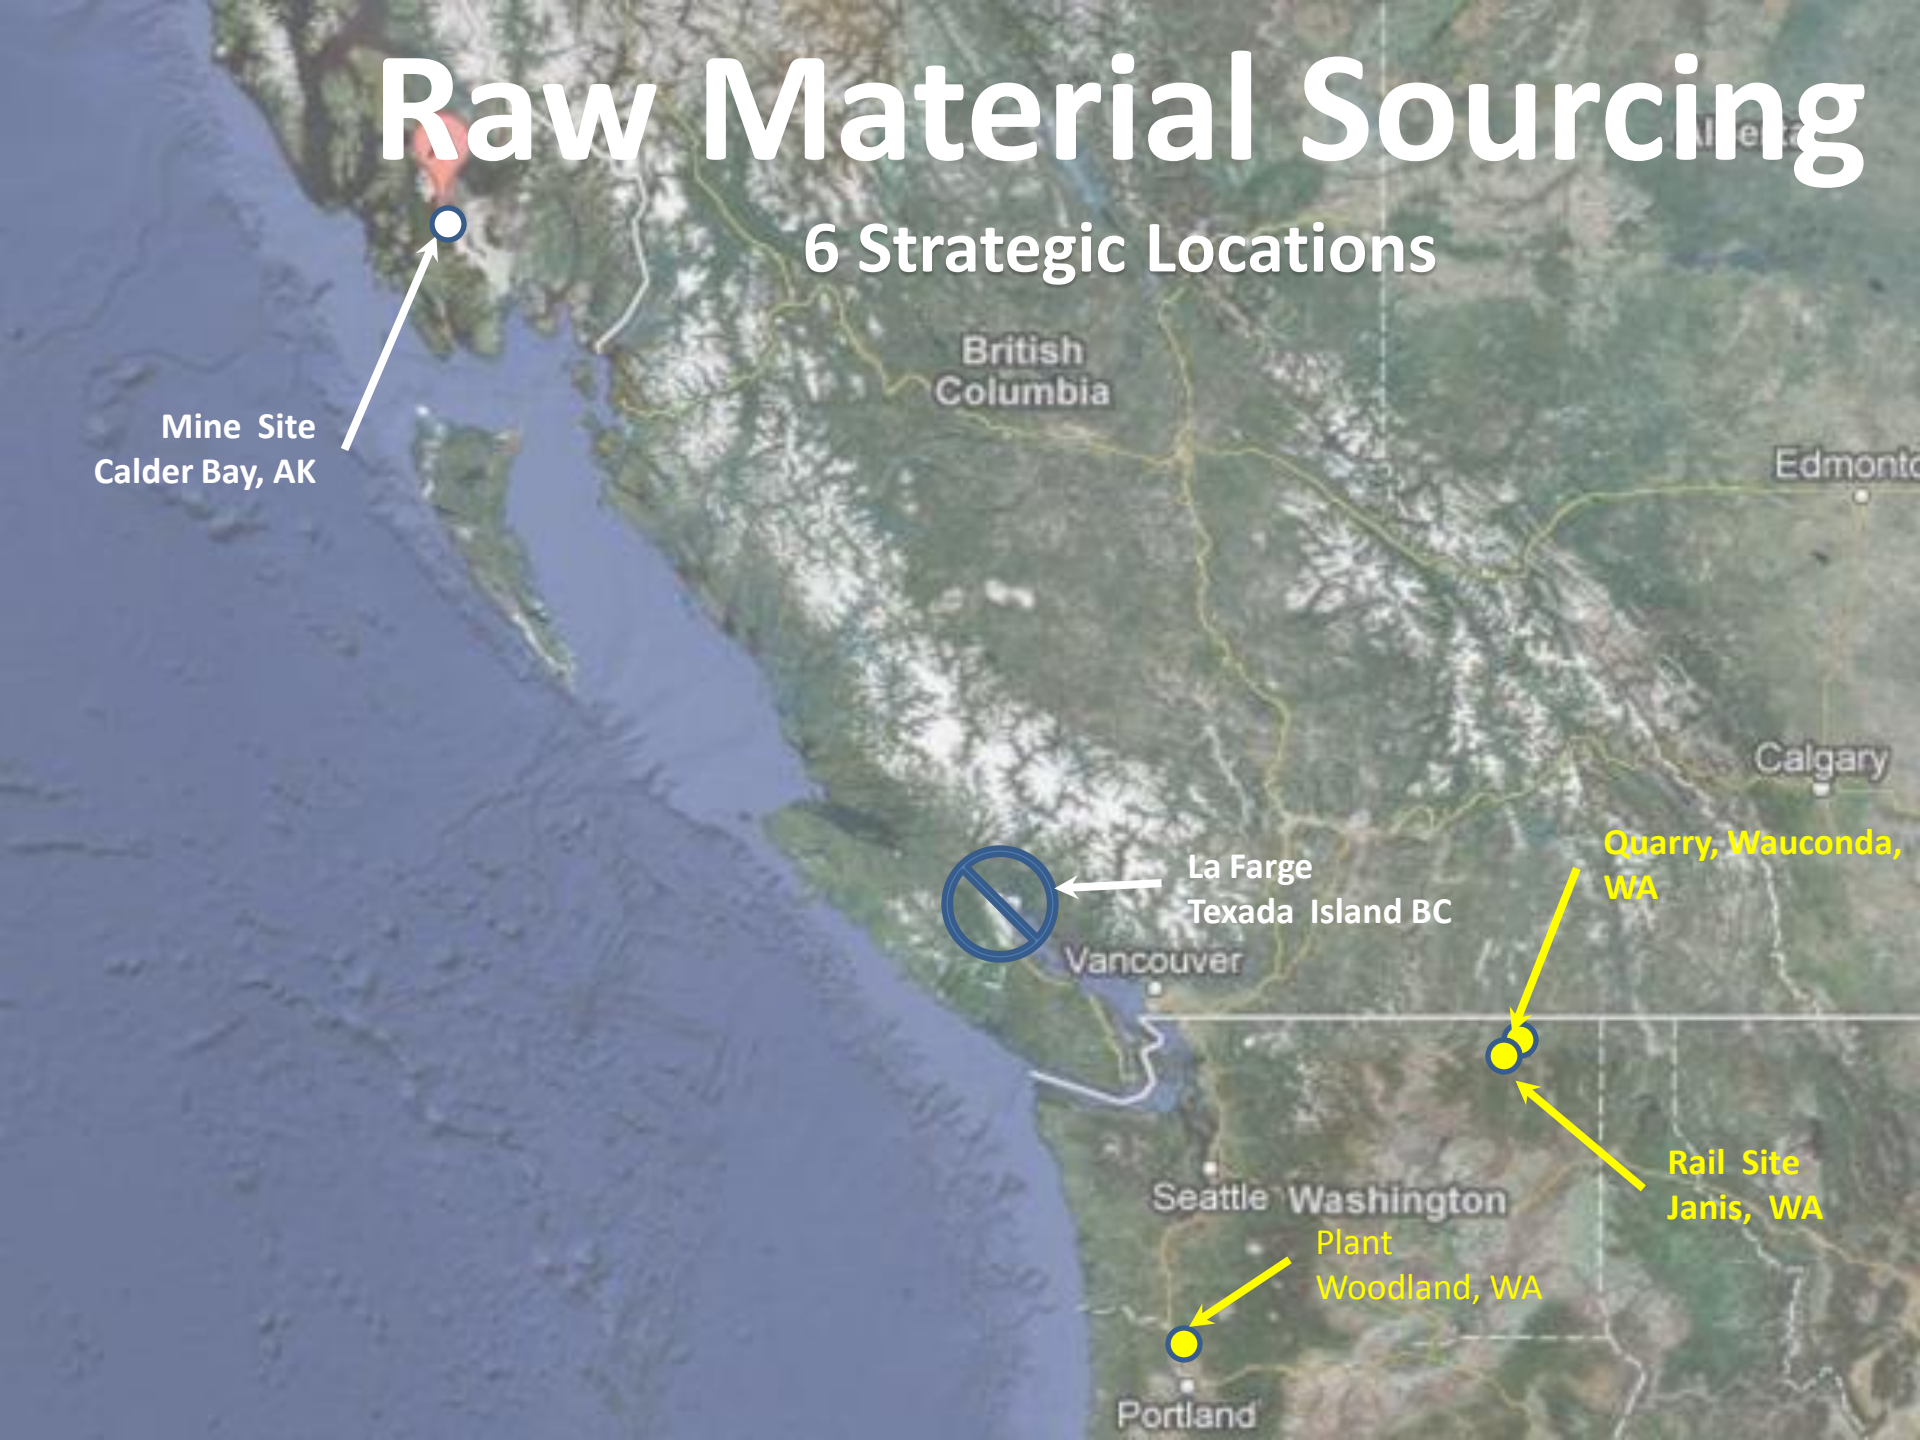 Raw Material Sourcing
Alberta
6 Strategic Locations
British
Columbia
Mine Site
Calder Bay, AK
Edmonto
Calgary
Quarry, Wauconda,
WA
La Farge
Texada Island BC
Vancouver
Rail Site
Janis, WA
Seattle
Washington
Plant
Woodland, WA
Portland